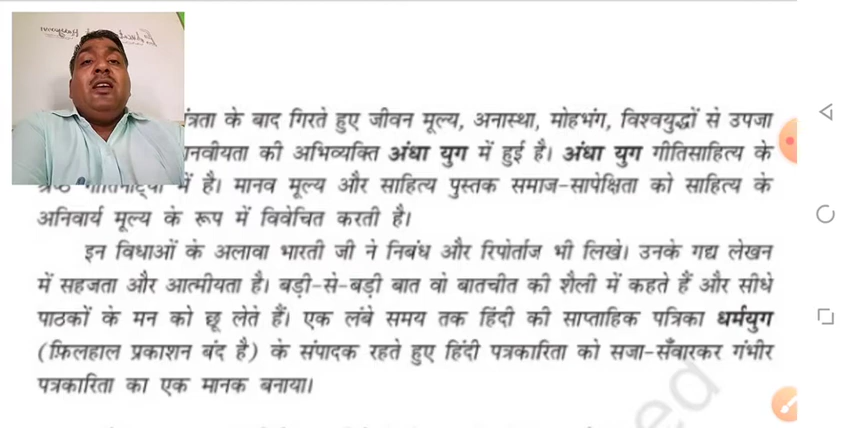 के बाद गिरते हुए जीवन मूल्य, अनास्था, मोहभंग, विश्वयुद्धों से उपजा
की अभिव्यक्ति अंधा युग में हुई है। अंधा युग गीतिसाहित्य के
में है। मानव मूल्य और साहित्य पुस्तक समाज-सापेक्षिता को साहित्य के
अनिवार्य मूल्य के रूप में विवेचित करती है।
इन विधाओं के अलावा भारती जी ने निबंध और रिपोर्ताज भी लिखे। उनके गद्य लेखन
में सहजता और आत्मीयता है। बड़ी-से-बड़ी बात वो बातचीत की शैली में कहते हैं और सीधे
पाठकों के मन को छू लेते हैं। एक लंबे समय तक हिंदी की साप्ताहिक पत्रिका धर्मयुग
(फ़िलहाल प्रकाशन बंद है) के संपादक रहते हुए हिंदी पत्रकारिता को सजा-सँवारकर गंभीर
पत्रकारिता का एक मानक बनाया।